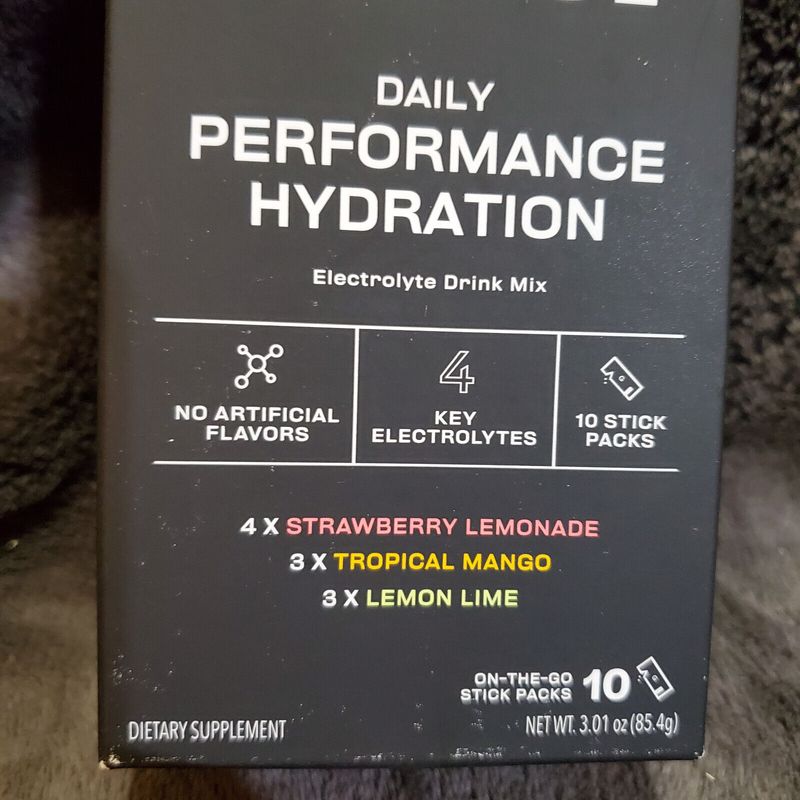 DAILY
PERFORMANCE
HYDRATION
Electrolyte Drink Mix
NO ARTIFICIAL
FLAVORS
4
KEY
ELECTROLYTES
10 STICK
PACKS
4 X STRAWBERRY LEMONADE
3 X TROPICAL MANGO
3 X LEMON LIME
ON-THE-GO
STICK PACKS 10
DIETARY SUPPLEMENT
NET WT. 3.01 oz (85.4g)